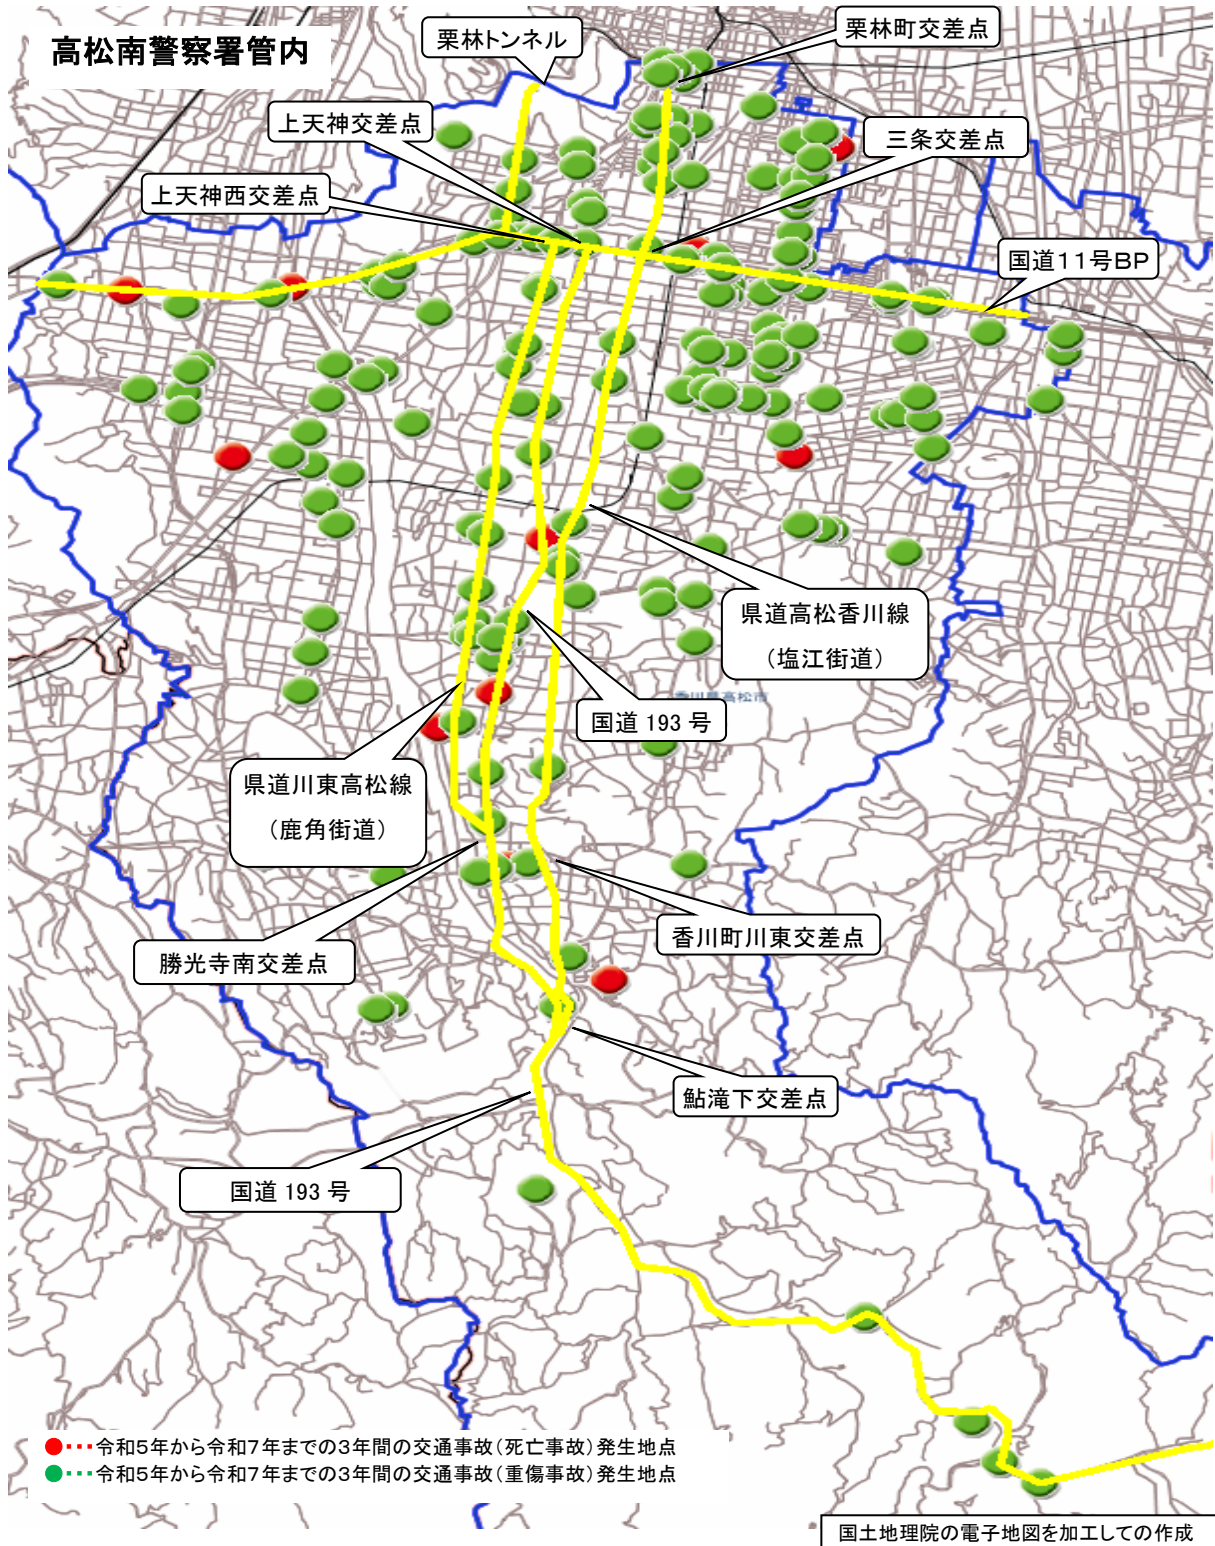 高松南警察署管内
栗林トンネル
栗林町交差点
上天神交差点
三条交差点
上天神西交差点
国道11号BP
県道高松香川線
(塩江街道)
香川県高松市
国道 193 号
県道川東高松線
(鹿角街道)
香川町川東交差点
勝光寺南交差点
鮎滝下交差点
国道 193 号
●･･･令和5年から令和7年までの3年間の交通事故(死亡事故)発生地点
●･･･令和5年から令和7年までの3年間の交通事故(重傷事故)発生地点
国土地理院の電子地図を加工しての作成